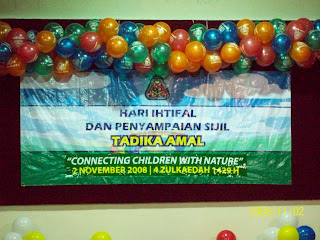 HARI IHTIFAL
DAN PENYAMPAIAN SIJIL
TADIKA AMAL
"CONNECTING CHILDREN WITH NATURE"
2 NOVEMBER 2008 | 4 ZULKAEDAH 1429 H